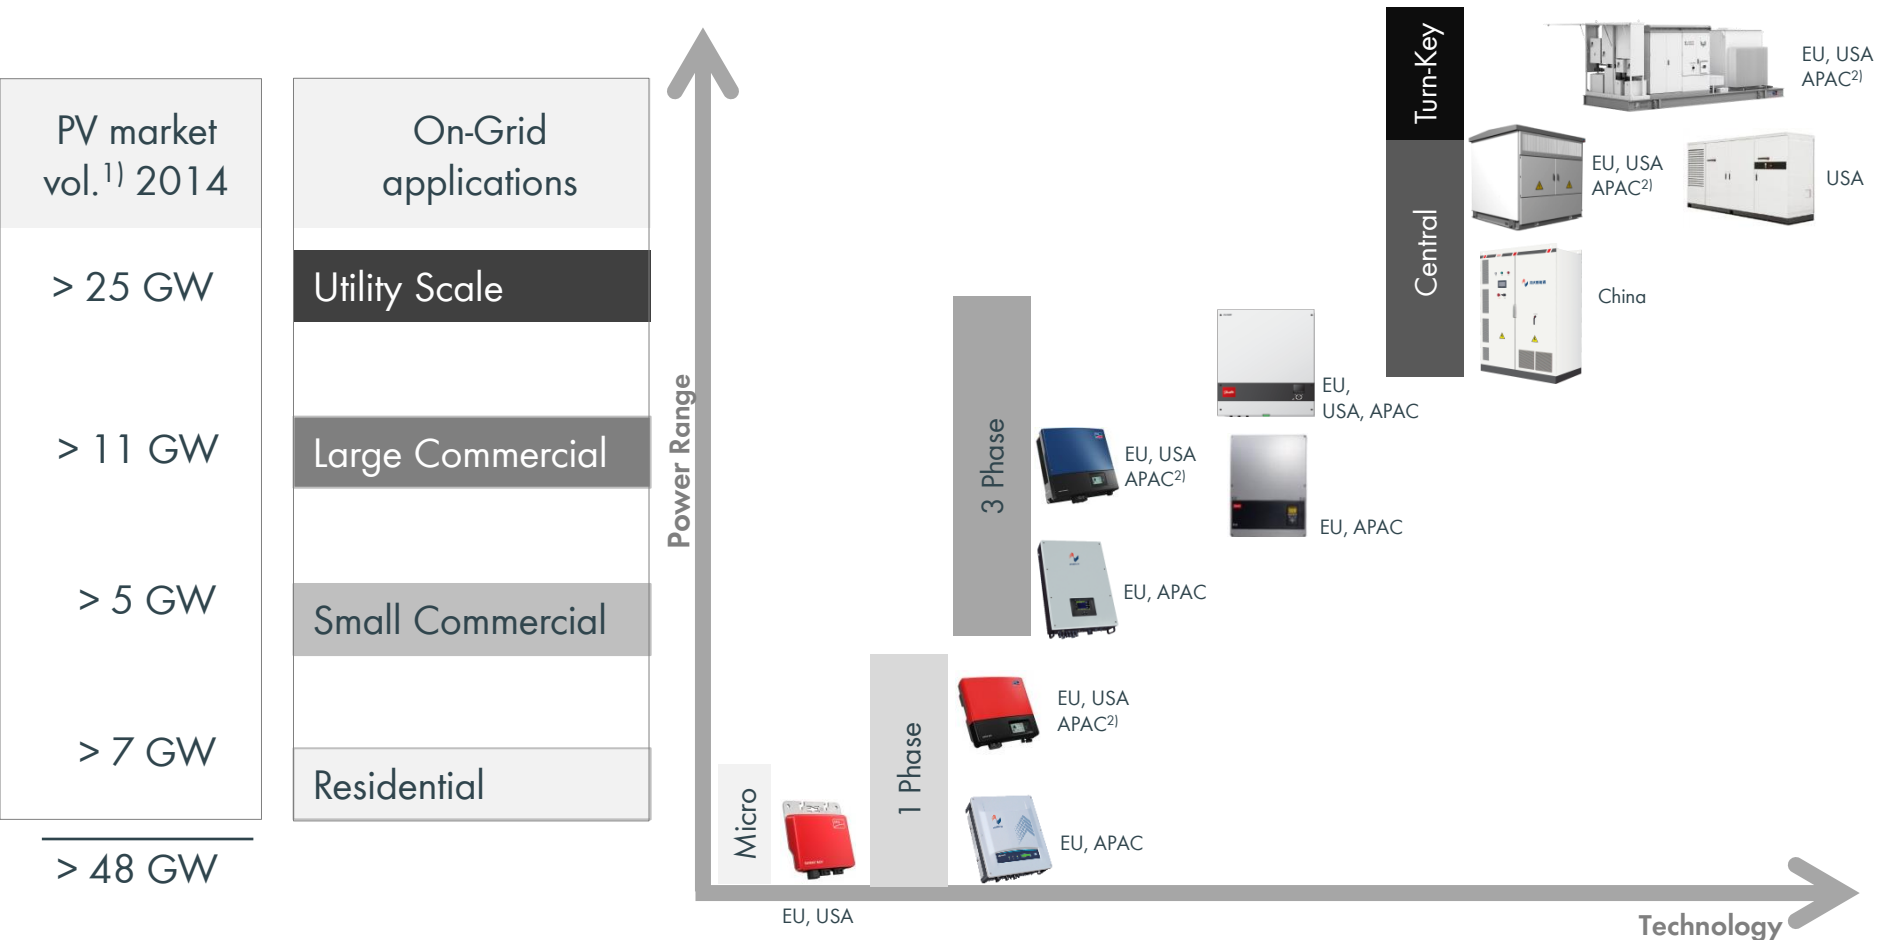 PV market
vol.1) 2014
> 25 GW
> 11 GW
> 5 GW
> 7 GW
> 48 GW
On-Grid
applications
Utility Scale
Large Commercial
Small Commercial
Residential
Power Range
Technology
Micro
EU, USA
1 Phase
EU, USA
APAC2)
EU, APAC
3 Phase
EU, USA
APAC2)
EU, APAC
EU,
USA, APAC
EU, APAC
Turn-Key
Central
EU, USA
APAC2)
EU, USA
APAC2)
USA
China